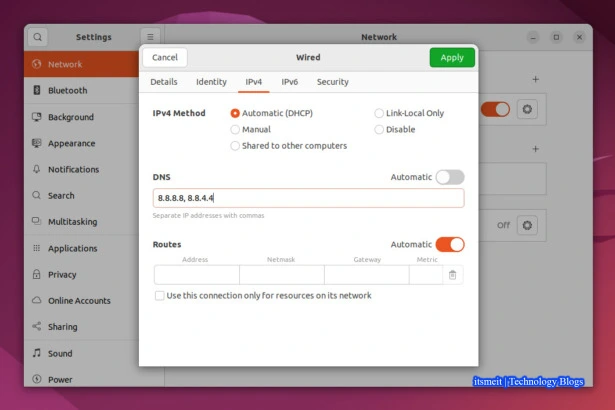 Settings
Network
Cancel
Wired
Apply
Details
Identity
IPv4
IPv6
Security
Network
Bluetooth
Background
Appearance
Notifications
Search
Multitasking
Applications
Privacy
Online Accounts
Sharing
Sound
Power
IPv4 Method
Automatic (DHCP)
Link-Local Only
Manual
Disable
Shared to other computers
DNS
Automatic
8.8.8.8, 8.8.4.4
Separate IP addresses with commas
Routes
Automatic
Address
Netmask
Gateway
Metric
Use this connection only for resources on its network
Off
itsmeit | Technology Blogs